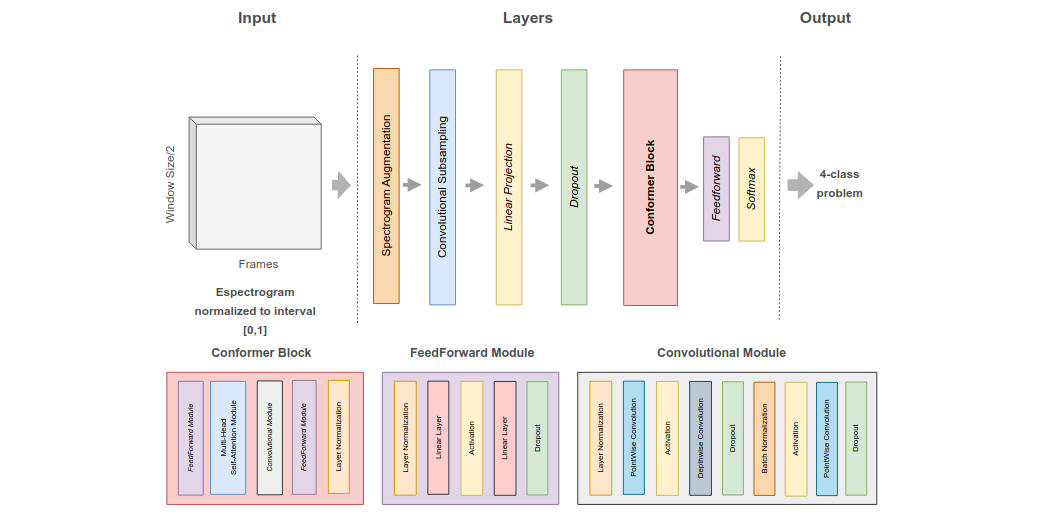 Input
Layers
Output
Window Size/2
Frames
Espectrogram
normalized to interval
[0,1]
Spectrogram Augmentation
Convolutional Subsampling
Linear Projection
Dropout
Conformer Block
Feedforward
Softmax
4-class
problem
Conformer Block
FeedForward Module
Multi-Head
Self-Attention Module
Convolutional Module
FeedForward Module
Layer Normalization
FeedForward Module
Layer Normalization
Linear Layer
Activation
Linear Layer
Dropout
Convolutional Module
Layer Normalization
PointWise Convolution
Activation
Depthwise Convolution
Dropout
Batch Normalization
Activation
PointWise Convolution
Dropout